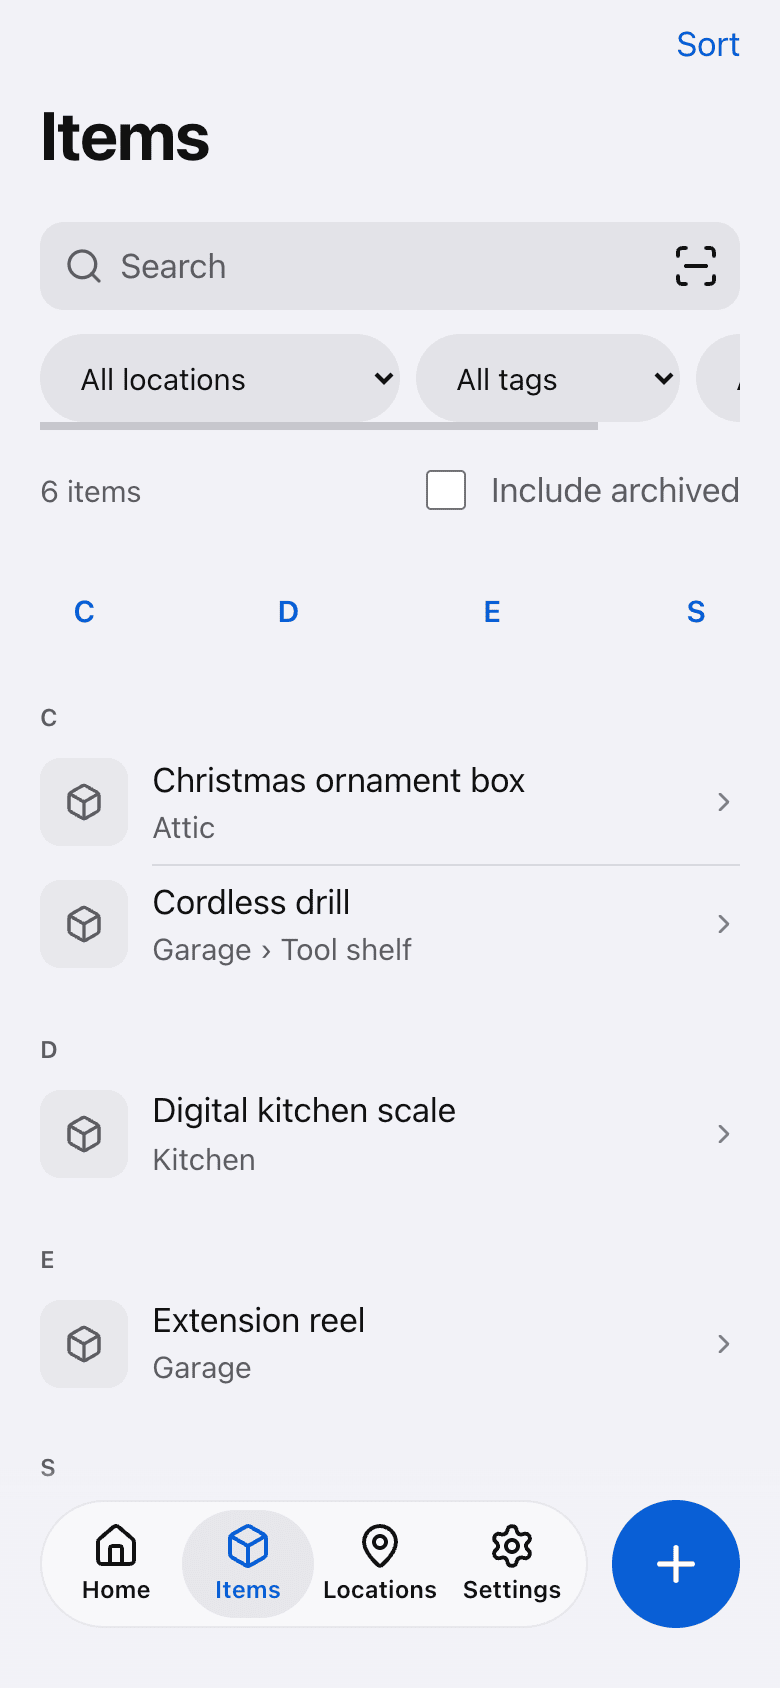 Sort
Items
Search
All locations
All tags
6 items
Include archived
C
D
E
S
C
Christmas ornament box
Attic
Cordless drill
Garage › Tool shelf
D
Digital kitchen scale
Kitchen
E
Extension reel
Garage
S
Home
Items
Locations
Settings